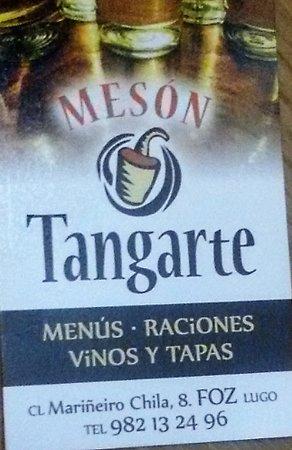 MESÓN
Tangarte
MENÚS · RACiONES
ViNOS Y TAPAS
CL Mariñeiro Chila, 8. FOZ LUGO
TEL 982 13 24 96